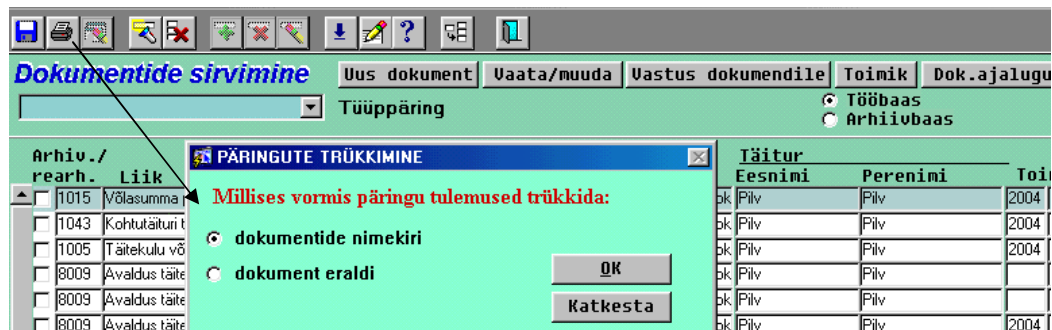 Dokumentide sirvimine Uus dokument Vaata/muuda Vastus dokumendile Toimik Dok.ajalugu
Tüüppäring Tööbaas
Arhiivbaas
Arhiv./ PÄRINGUTE TRÜKKIMINE Täitur
rearh. Liik Eesnimi Perenimi
1015 Võlasumma Millises vormis päringu tulemused trükkida: Pilv Pilv 2004
1043 Kohtutäituri Pilv Pilv 2004
1005 Täitekulu dokumentide nimekiri Pilv Pilv 2004
8009 Avaldus dokument eraldi OK Pilv Pilv
8009 Avaldus Katkesta Pilv Pilv
8009 Avaldus Pilv Pilv 2004